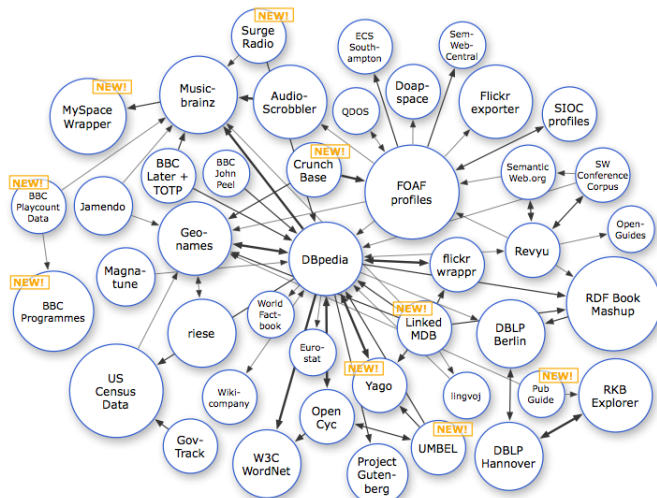 NEW!
Surge
Radio
ECS
South-
ampton
Sem-
Web-
Central
NEW!
MySpace
Wrapper
Music-
brainz
Audio-
Scrobbler
QDOS
Doap-
space
Flickr
exporter
SIOC
profiles
NEW!
BBC
Playcount
Data
Jamendo
BBC
Later +
TOTP
BBC
John
Peel
NEW!
Crunch
Base
FOAF
profiles
Semantic
Web.org
SW
Conference
Corpus
Geo-
names
DBpedia
flickr
wrappr
Revyu
Open-
Guides
NEW!
BBC
Programmes
Magna-
tune
riese
World
Fact-
book
NEW!
Linked
MDB
DBLP
Berlin
RDF Book
Mashup
US
Census
Data
Wiki-
company
Euro-
stat
NEW!
Yago
lingvoj
NEW!
Pub
Guide
RKB
Explorer
Gov-
Track
W3C
WordNet
Open
Cyc
Project
Guten-
berg
NEW!
UMBEL
DBLP
Hannover